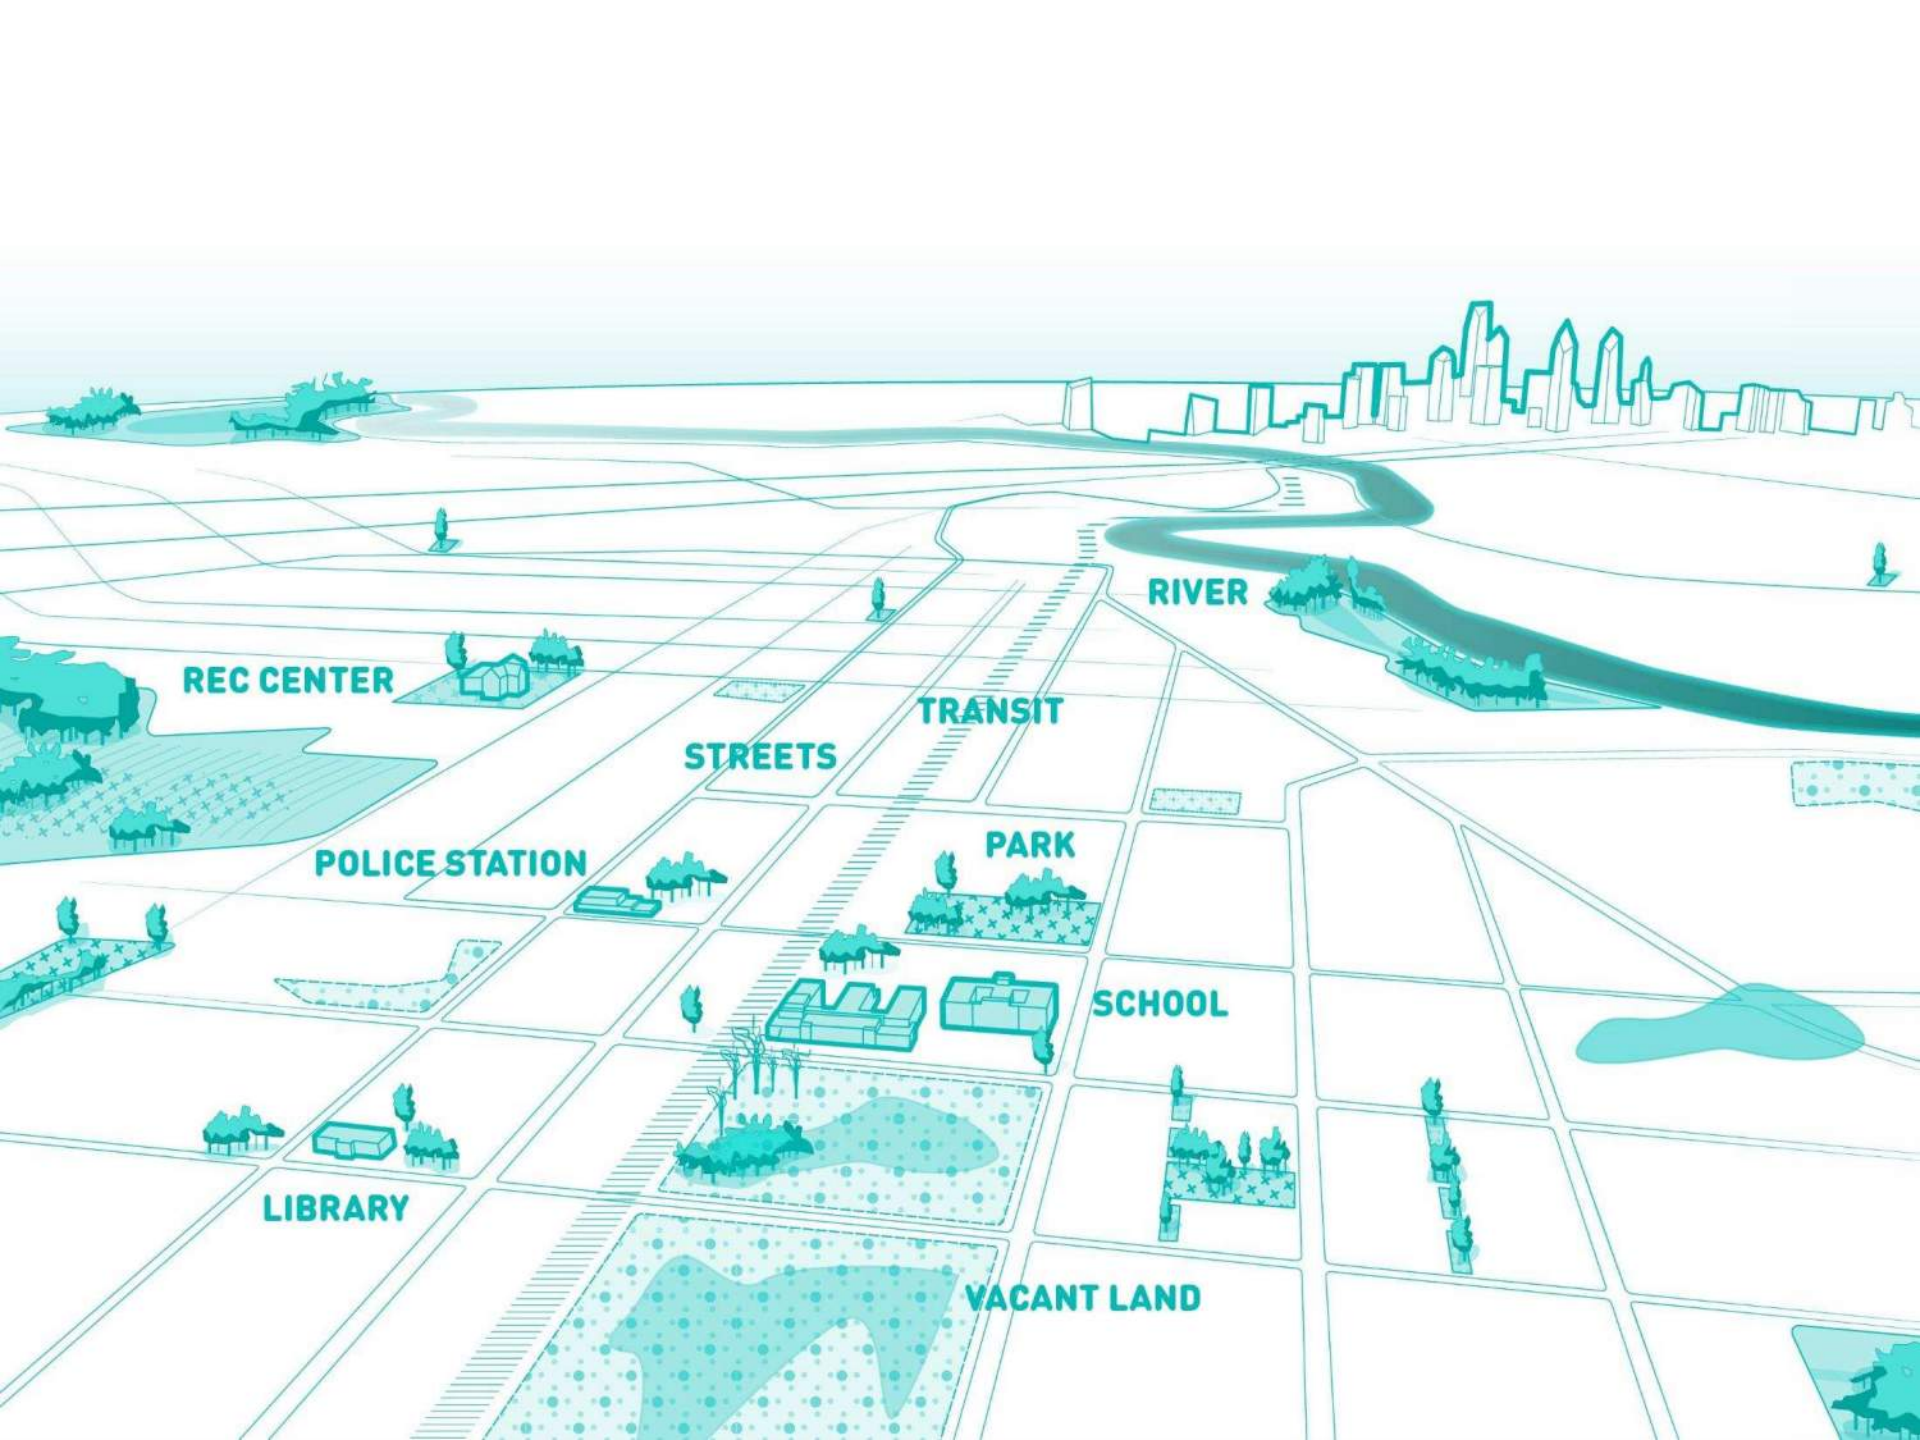 RIVER
REC CENTER
TRANSIT
STREETS
PARK
POLICE STATION
SCHOOL
LIBRARY
VACANT LAND